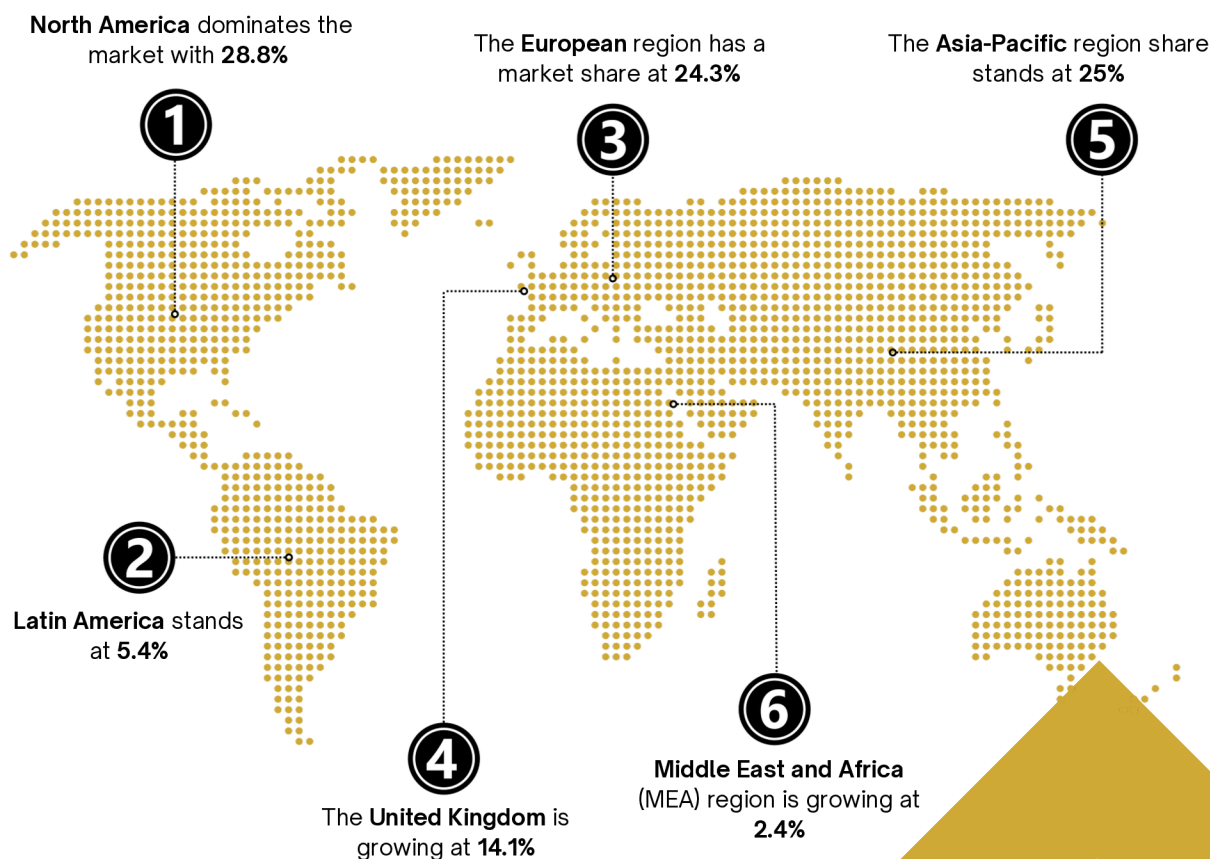 North America dominates the
market with 28.8%
1
The European region has a
market share at 24.3%
3
The Asia-Pacific region share
stands at 25%
5
2
Latin America stands
at 5.4%
4
The United Kingdom is
growing at 14.1%
6
Middle East and Africa
(MEA) region is growing at
2.4%